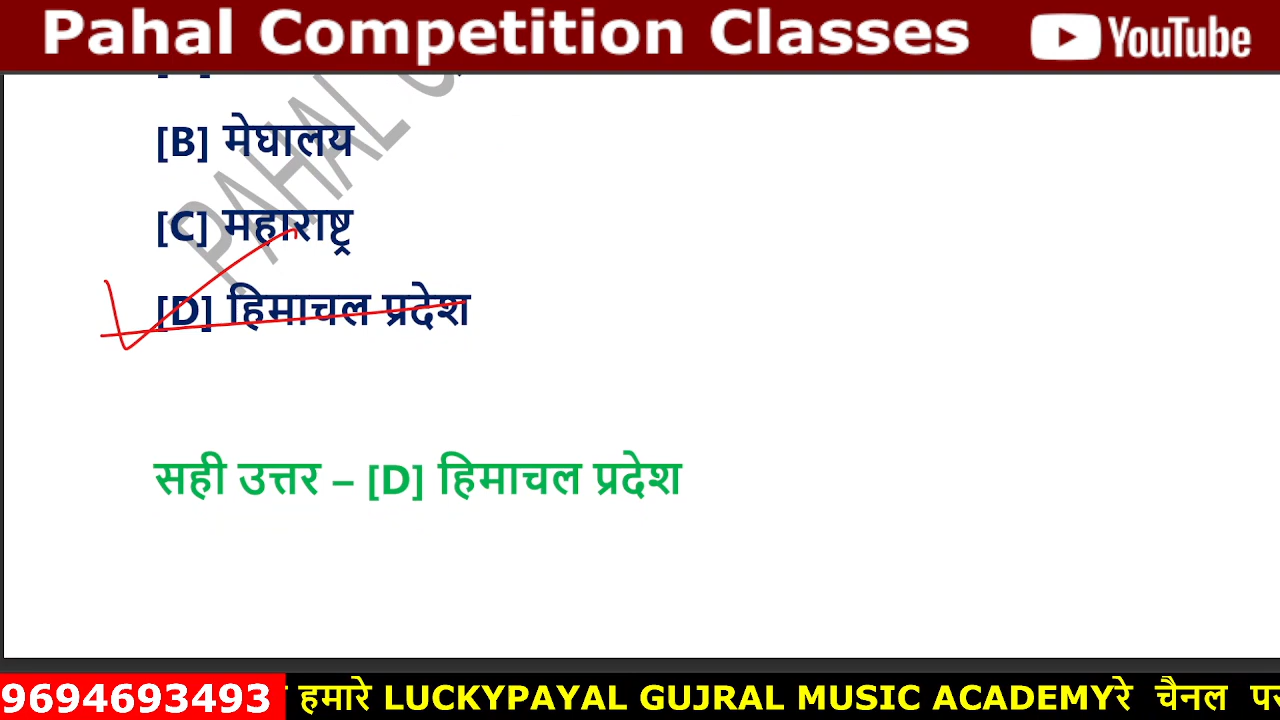 Pahal Competition Classes YouTube
[B] मेघालय
[C] महाराष्ट्र
[D] हिमाचल प्रदेश
सही उत्तर – [D] हिमाचल प्रदेश
PAHAL
9694693493 हमारे LUCKYPAYAL GUJRAL MUSIC ACADEMYरे चैनल